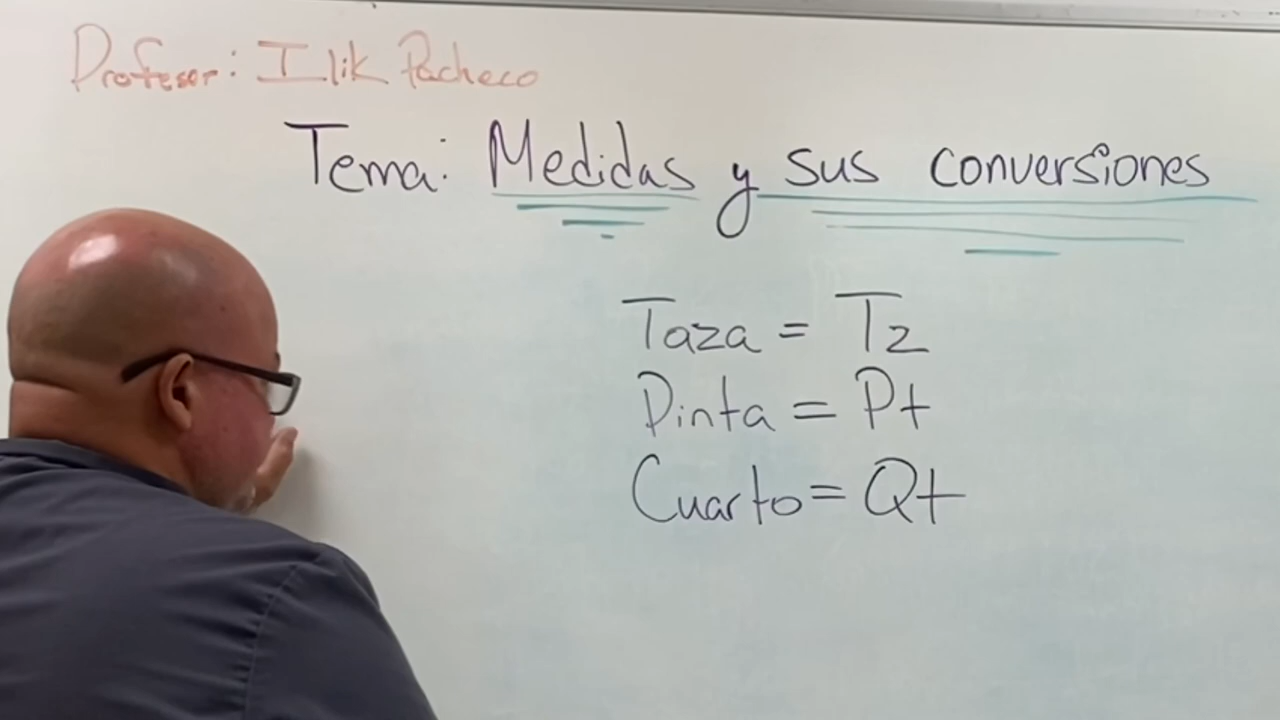 Profesor: Ilik Pacheco
Tema: Medidas y sus conversiones
Taza = Tz
Pinta = Pt
Cuarto = Qt